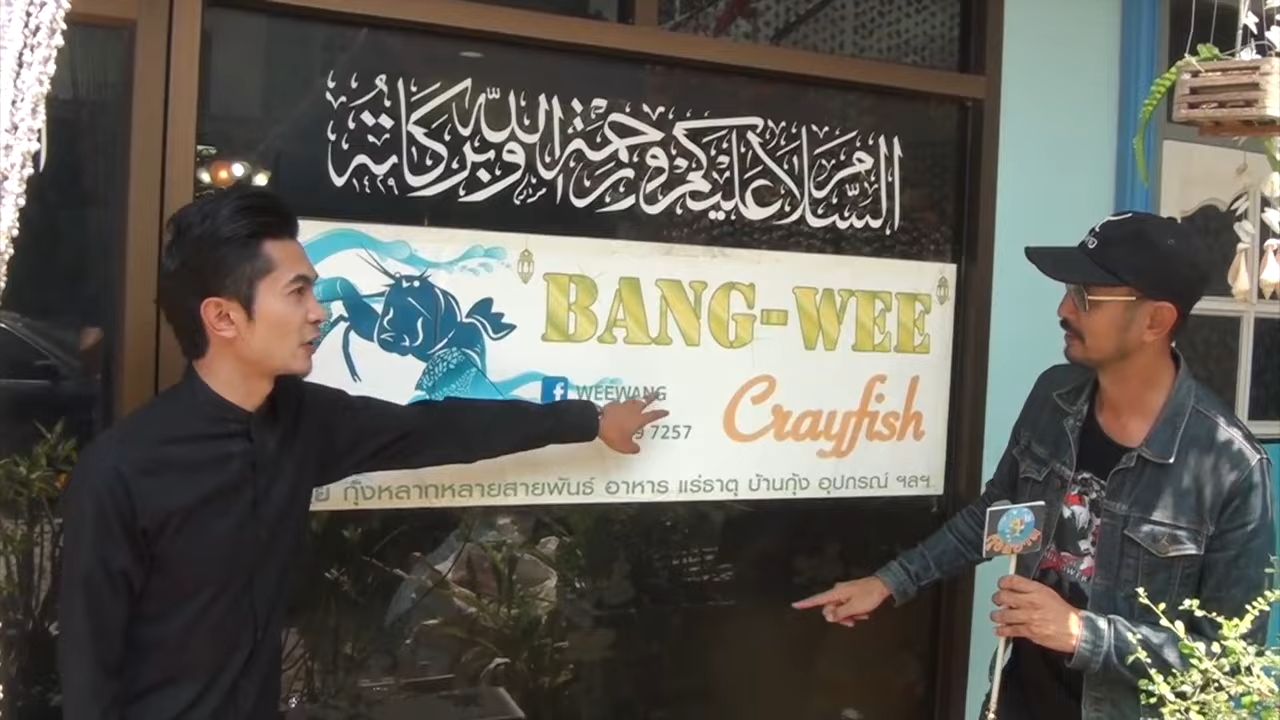 السلام عليكم ورحمة الله وبركاته
١٤٢٩
BANG-WEE
WEEWANG
9 7257
Crayfish
กุ้งหลากหลายสายพันธ์ อาหาร แร่ธาตุ บ้านกุ้ง อุปกรณ์ ฯลฯ